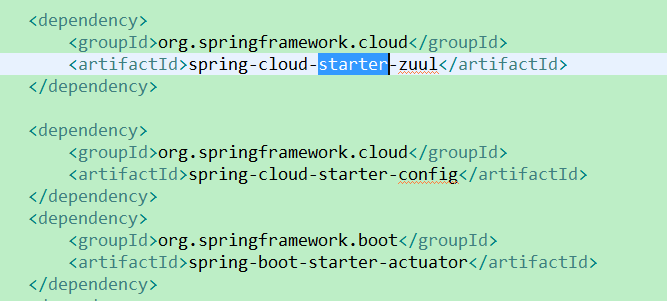 <dependency>
<groupId>org.springframework.cloud</groupId>
<artifactId>spring-cloud-starter-zuul</artifactId>
</dependency>
<dependency>
<groupId>org.springframework.cloud</groupId>
<artifactId>spring-cloud-starter-config</artifactId>
</dependency>
<dependency>
<groupId>org.springframework.boot</groupId>
<artifactId>spring-boot-starter-actuator</artifactId>
</dependency>